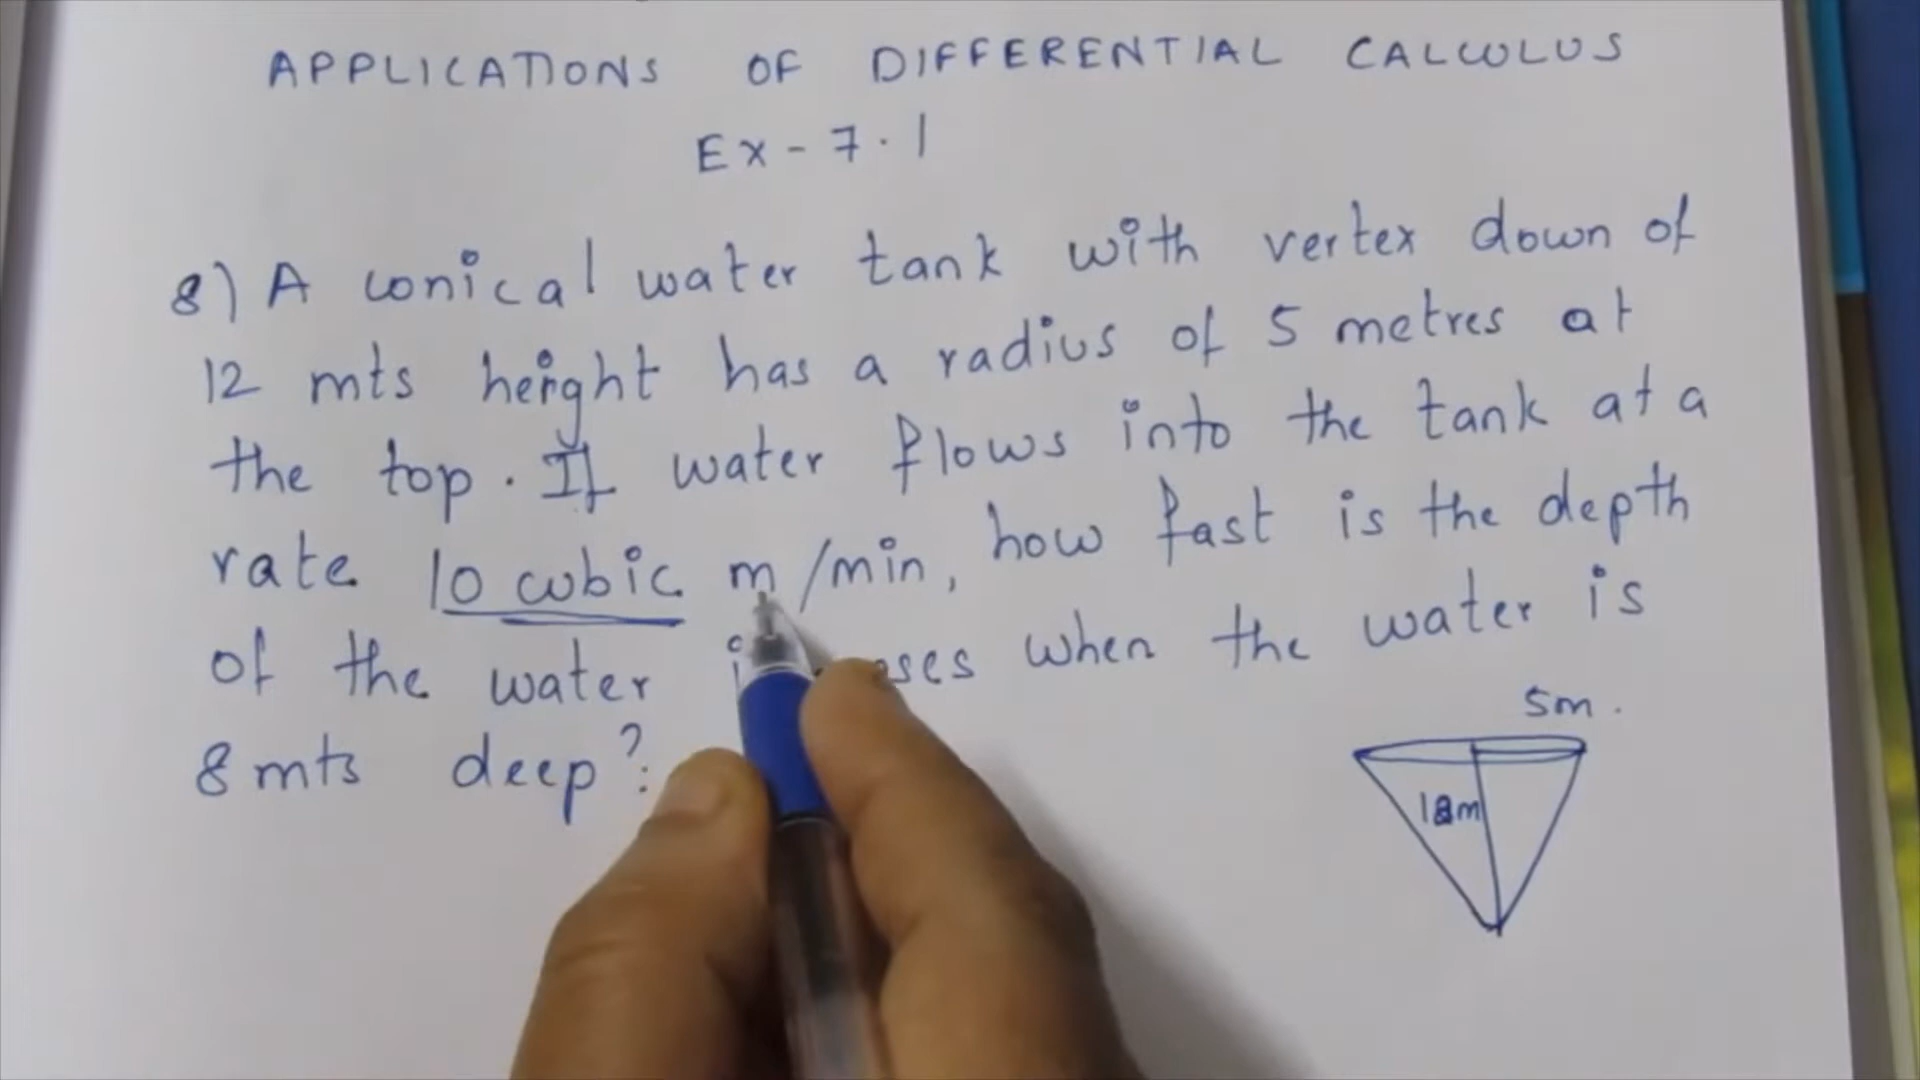 APPLICATIONS OF DIFFERENTIAL CALCULUS
Ex - 7.1
8) A conical water tank with vertex down of
12 mts height has a radius of 5 metres at
the top. If water flows into the tank at a
rate 10 cubic m/min, how fast is the depth
of the water when the water is
8 mts deep?
5m.